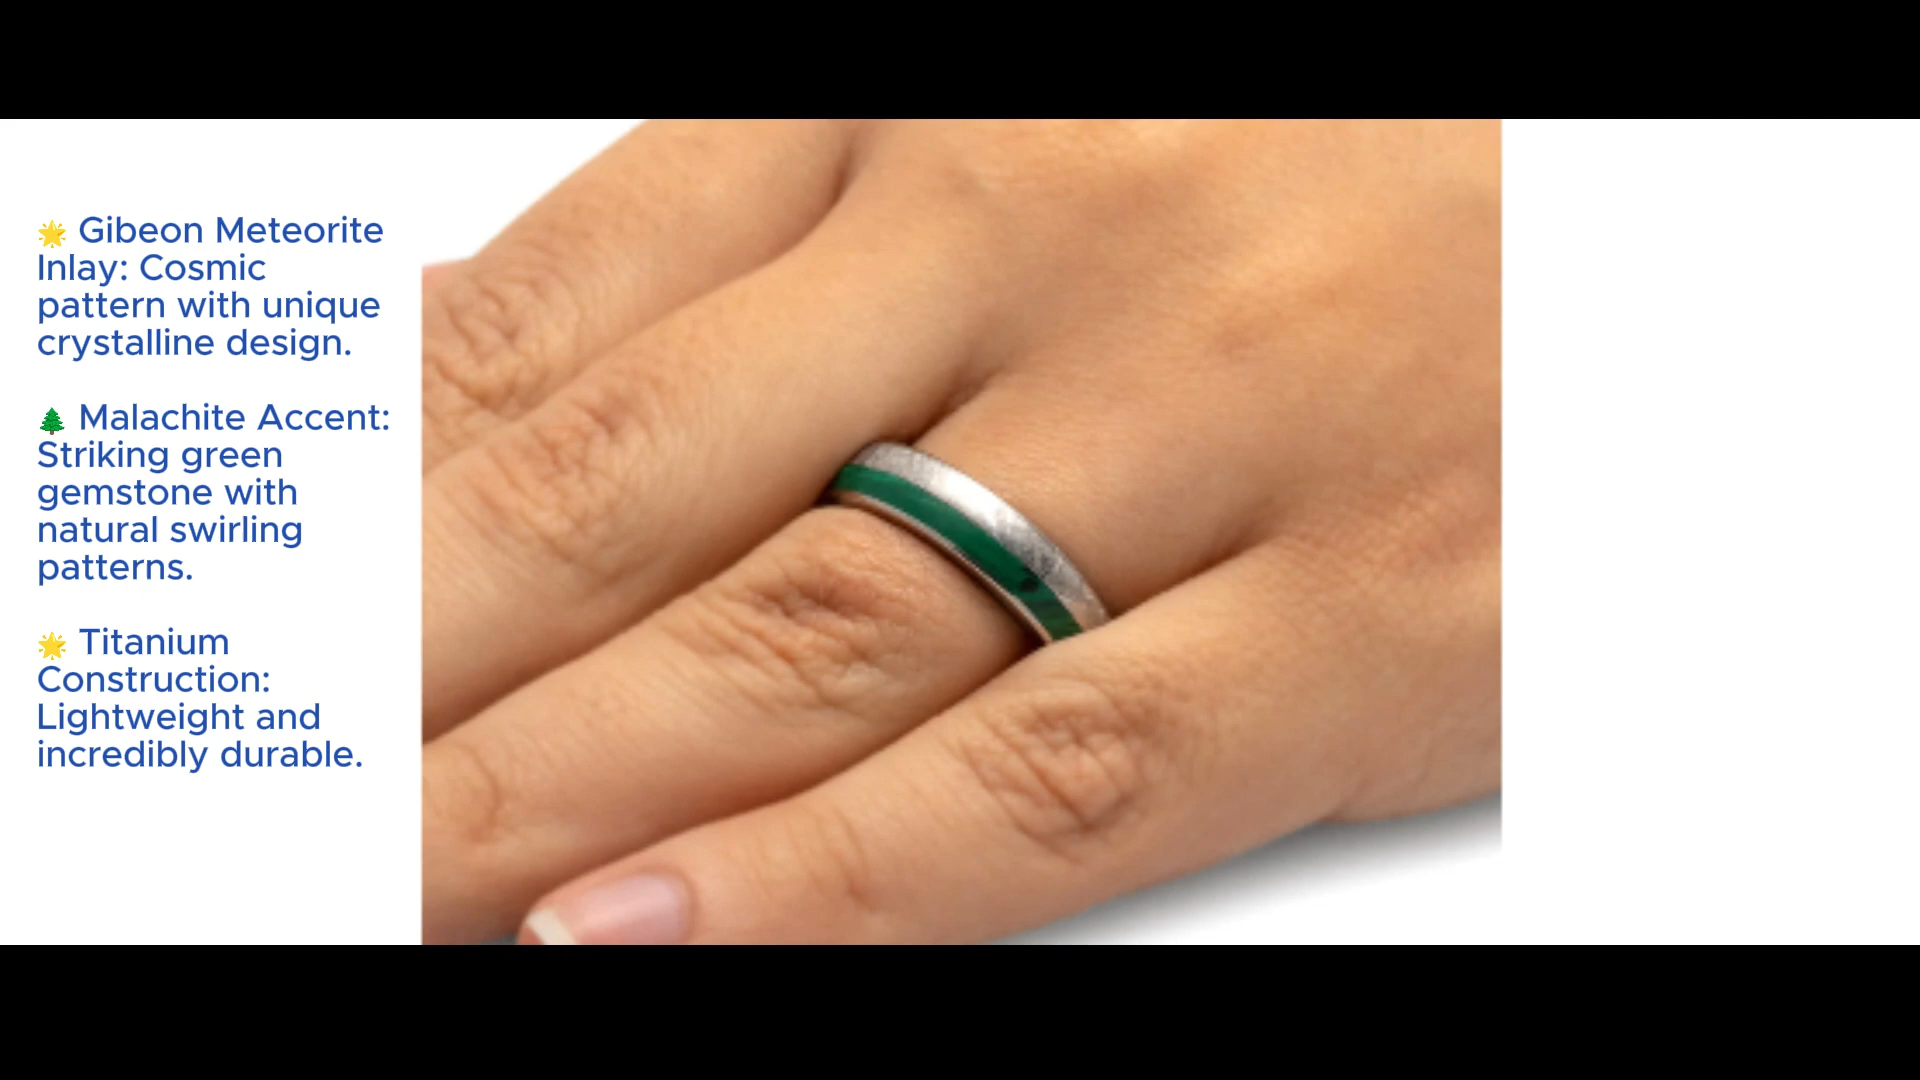 🌟 Gibeon Meteorite
Inlay: Cosmic
pattern with unique
crystalline design.
🌲 Malachite Accent:
Striking green
gemstone with
natural swirling
patterns.
🌟 Titanium
Construction:
Lightweight and
incredibly durable.